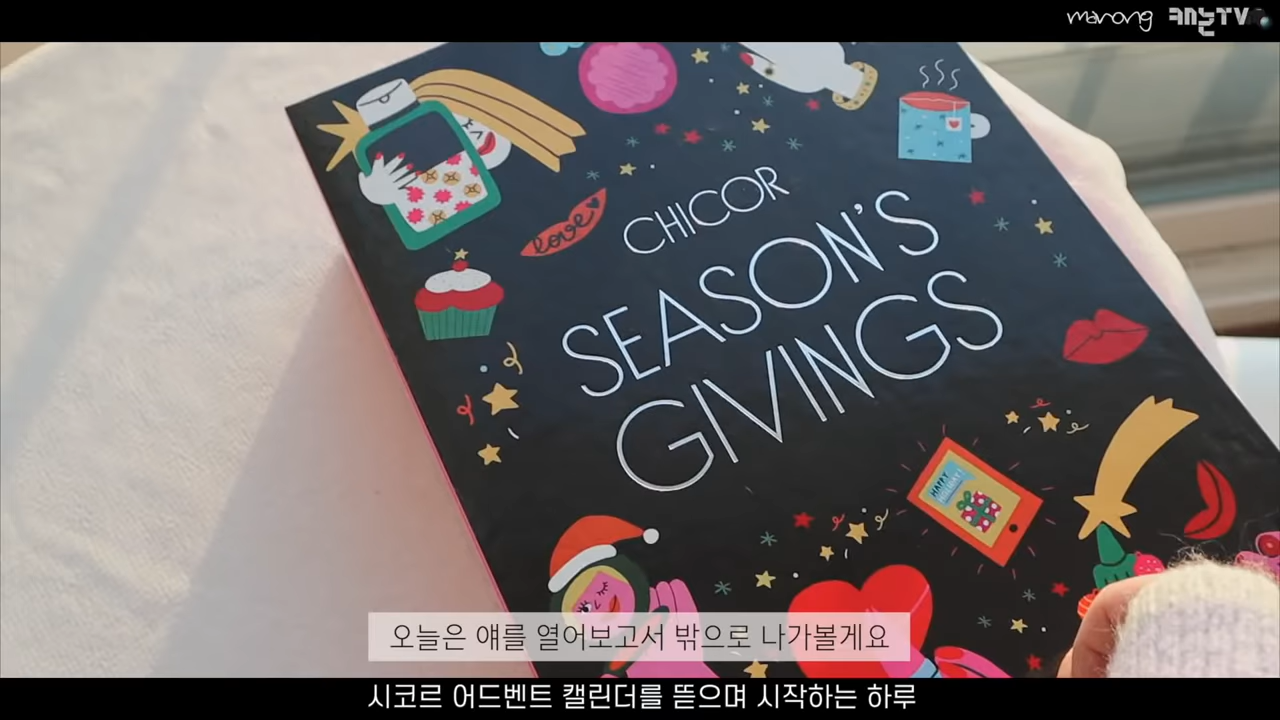 marong 캐논TV
CHICOR
SEASON'S
GIVINGS
love
HAPPY
HOLIDAY!
오늘은 얘를 열어보고서 밖으로 나가볼게요
시코르 어드벤트 캘린더를 뜯으며 시작하는 하루